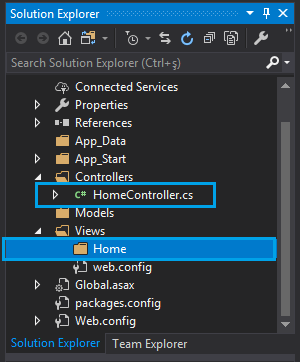 Solution Explorer
Search Solution Explorer (Ctrl+ş)
Connected Services
Properties
References
App_Data
App_Start
Controllers
C# HomeController.cs
Models
Views
Home
web.config
Global.asax
packages.config
Web.config
Solution Explorer Team Explorer